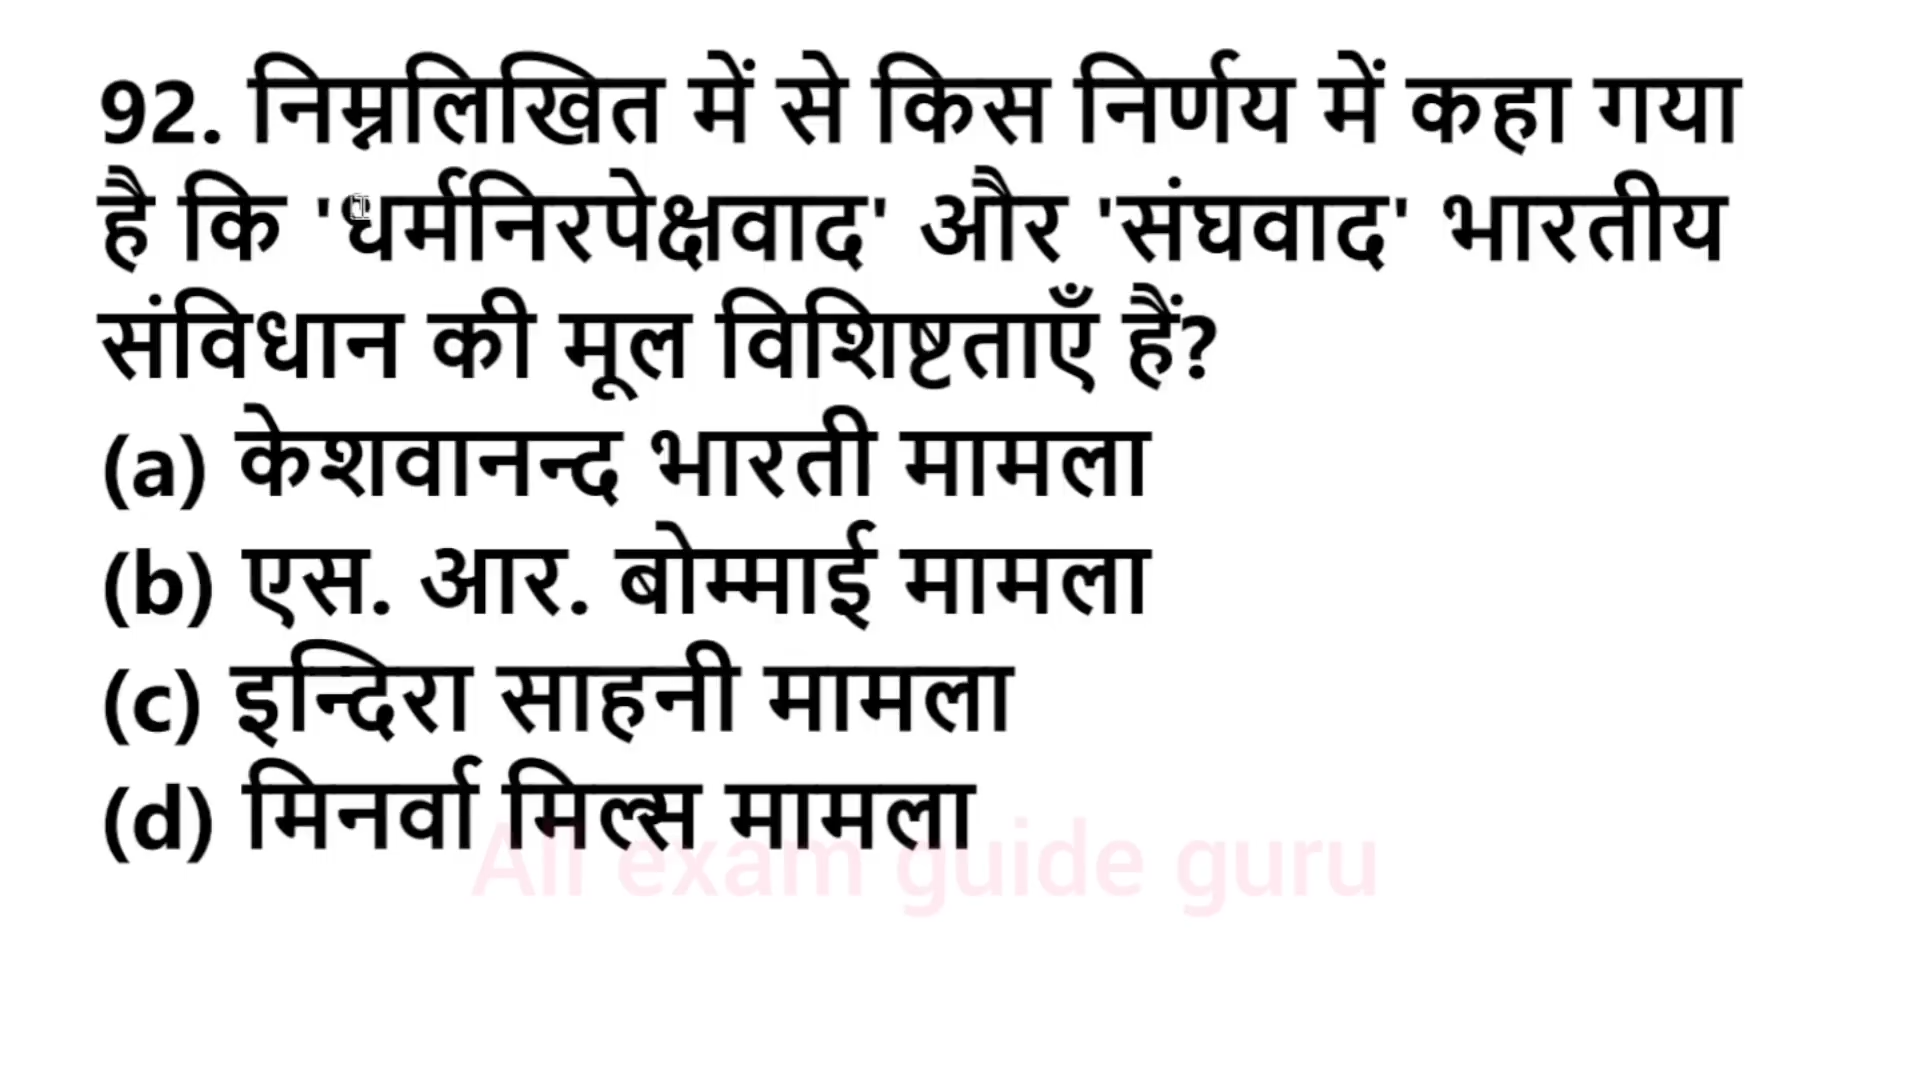 92. निम्नलिखित में से किस निर्णय में कहा गया
है कि 'धर्मनिरपेक्षवाद' और 'संघवाद' भारतीय
संविधान की मूल विशिष्टताएँ हैं?
(a) केशवानन्द भारती मामला
(b) एस. आर. बोम्माई मामला
(c) इन्दिरा साहनी मामला
(d) मिनर्वा मिल्स मामला
All exam guide guru